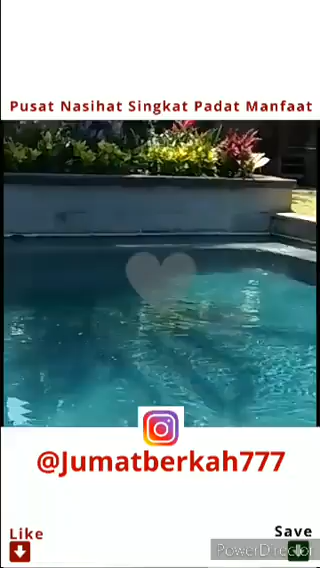 Pusat Nasihat Singkat Padat Manfaat
@Jumatberkah777
Like
Save
PowerDirector